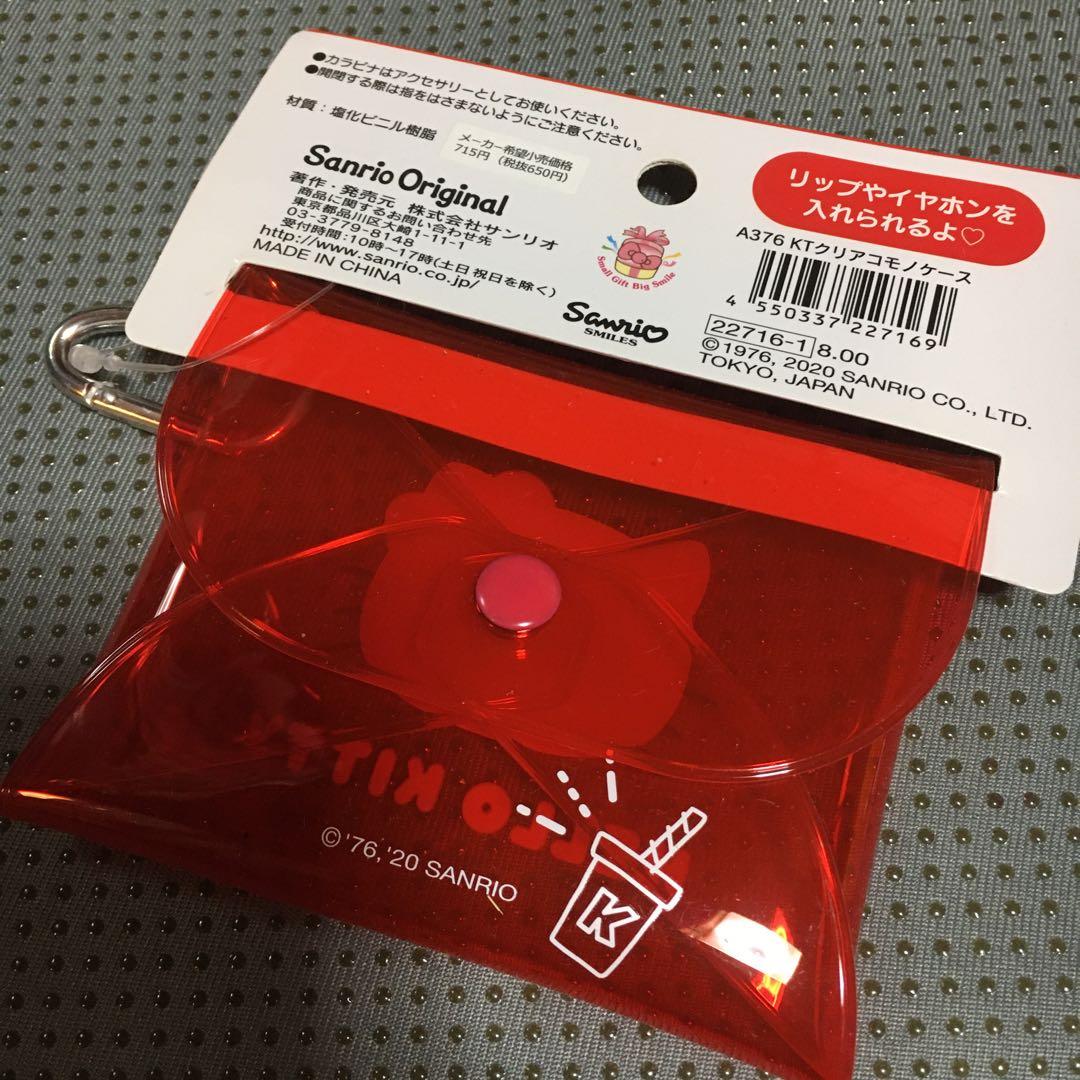 ●カラビナはアクセサリーとしてお使いください。
●開閉する際は指をはさまないようにご注意ください。
材質：塩化ビニル樹脂
メーカー希望小売価格
715円（税抜650円）
Sanrio Original
著作・発売元 株式会社サンリオ
商品に関するお問い合わせ先
東京都品川区大崎1-11-1
03-3779-8148
受付時間:10時~17時(土日祝日を除く)
http://www.sanrio.co.jp/
MADE IN CHINA
Small Gift Big Smile
Sanrio
SMILES
リップやイヤホンを
入れられるよ♡
A376 KTクリアコモノケース
4 550337 227169
22716-1 8.00
©1976, 2020 SANRIO CO., LTD.
TOKYO, JAPAN
LLO KITT
©'76,'20 SANRIO
K